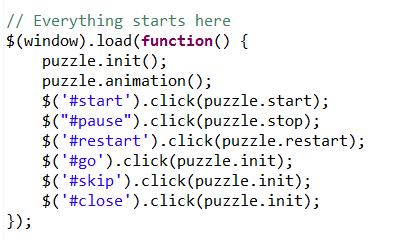 // Everything starts here
$(window).load(function() {
    puzzle.init();
    puzzle.animation();
    $('#start').click(puzzle.start);
    $("#pause").click(puzzle.stop);
    $('#restart').click(puzzle.restart);
    $('#go').click(puzzle.init);
    $('#skip').click(puzzle.init);
    $('#close').click(puzzle.init);
});